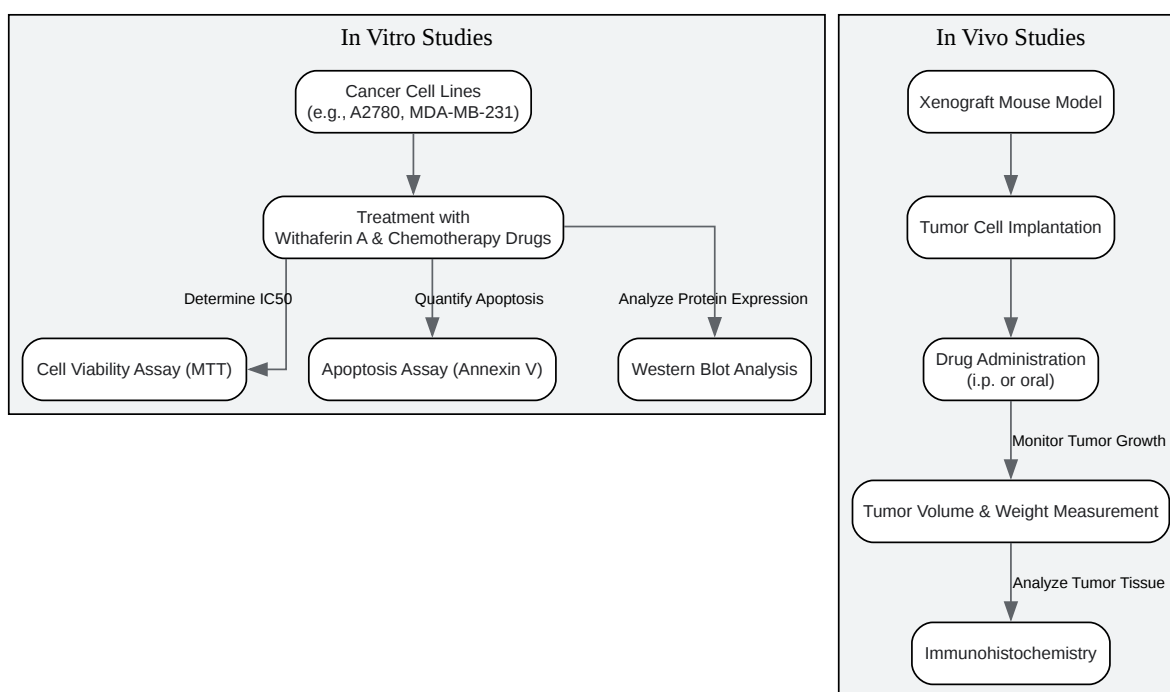 In Vitro Studies
Cancer Cell Lines
(e.g., A2780, MDA-MB-231)
Treatment with
Withaferin A & Chemotherapy Drugs
Determine IC50
Quantify Apoptosis
Analyze Protein Expression
Cell Viability Assay (MTT)
Apoptosis Assay (Annexin V)
Western Blot Analysis
In Vivo Studies
Xenograft Mouse Model
Tumor Cell Implantation
Drug Administration
(i.p. or oral)
Monitor Tumor Growth
Tumor Volume & Weight Measurement
Analyze Tumor Tissue
Immunohistochemistry